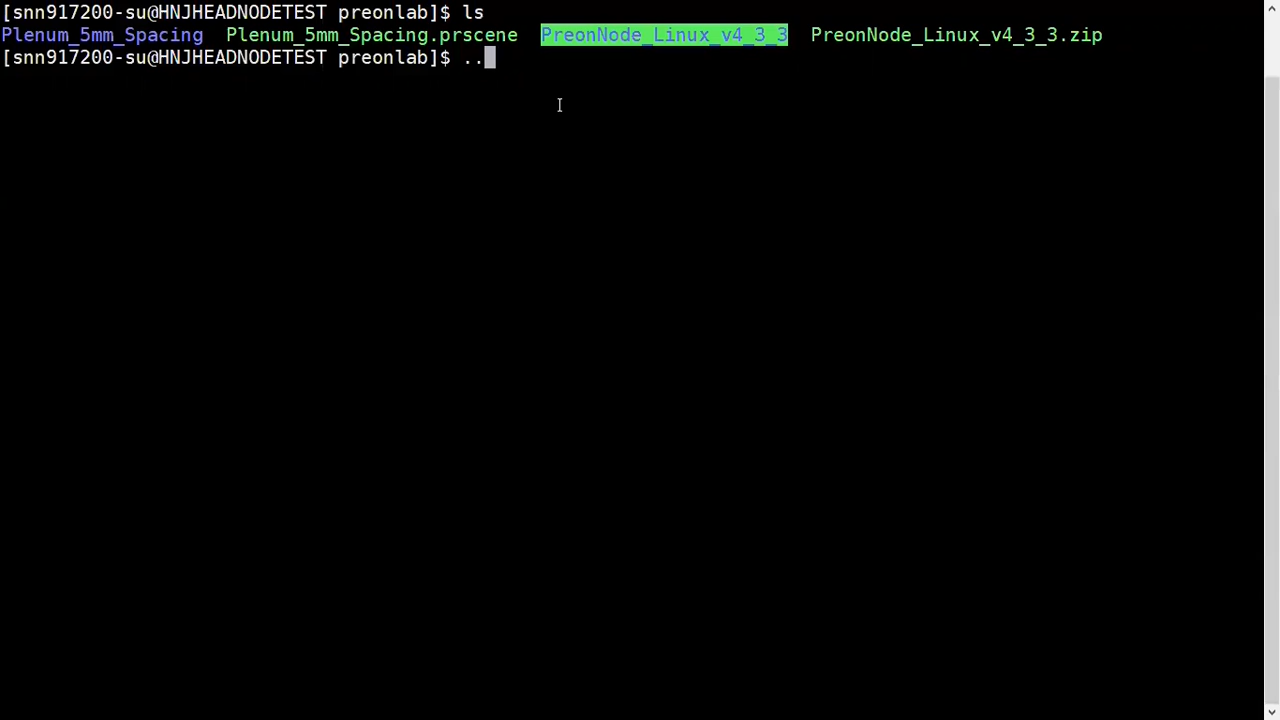 [snn917200-su@HNJHEADNODETEST preonlab]$ ls
Plenum_5mm_Spacing  Plenum_5mm_Spacing.prscene  PreonNode_Linux_v4_3_3  PreonNode_Linux_v4_3_3.zip
[snn917200-su@HNJHEADNODETEST preonlab]$ ..